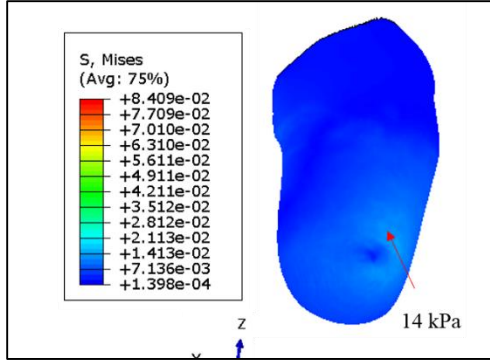 S, Mises
(Avg: 75%)
+8.409e-02
+7.709e-02
+7.010e-02
+6.310e-02
+5.611e-02
+4.911e-02
+4.211e-02
+3.512e-02
+2.812e-02
+2.113e-02
+1.413e-02
+7.136e-03
+1.398e-04
14 kPa
Z